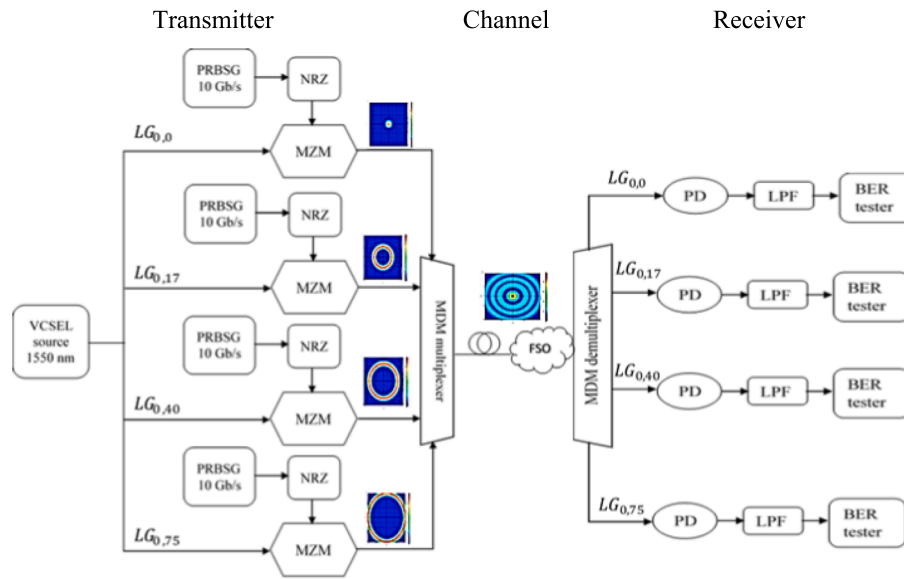 Transmitter Channel Receiver
PRBSG
10 Gb/s
NRZ
LG0,0
MZM
PRBSG
10 Gb/s
NRZ
LG0,17
MZM
VCSEL
source
1550 nm
PRBSG
10 Gb/s
NRZ
LG0,40
MZM
PRBSG
10 Gb/s
NRZ
LG0,75
MZM
MDM multiplexer
FSO
MDM demultiplexer
LG0,0
PD
LPF
BER
tester
LG0,17
PD
LPF
BER
tester
LG0,40
PD
LPF
BER
tester
LG0,75
PD
LPF
BER
tester